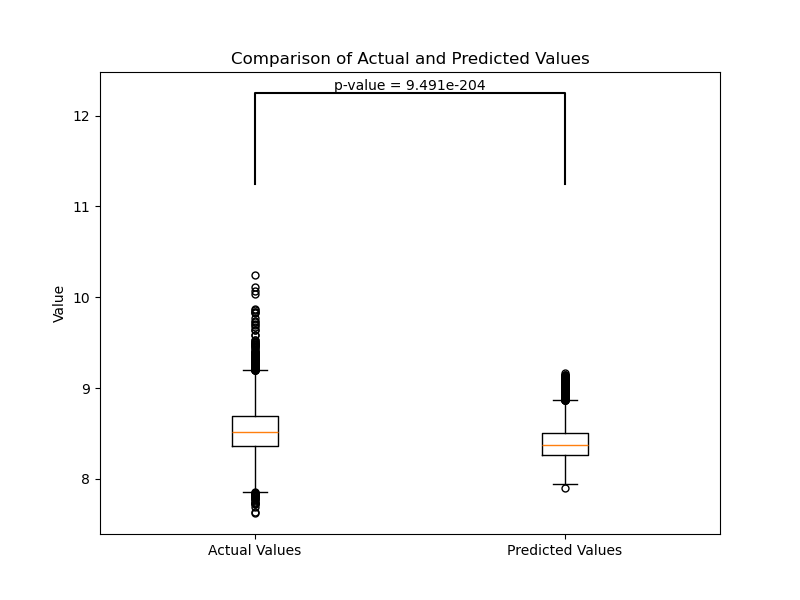 Comparison of Actual and Predicted Values
p-value = 9.491e-204
12
11
10
9
8
Value
Actual Values
Predicted Values